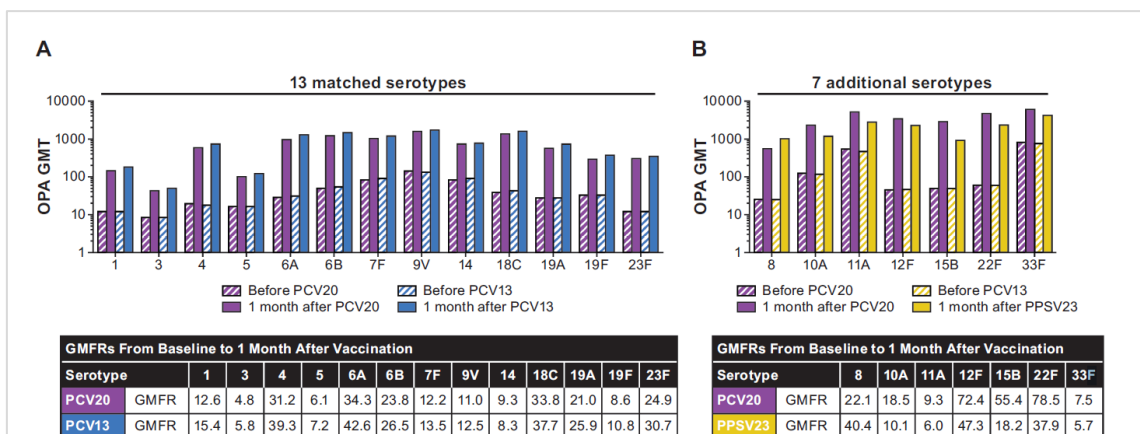 A
13 matched serotypes
OPA GMT
10000
1000
100
10
1
1 3 4 5 6A 6B 7F 9V 14 18C 19A 19F 23F
Before PCV20 Before PCV13
1 month after PCV20 1 month after PCV13
GMFRs From Baseline to 1 Month After Vaccination
Serotype 1 3 4 5 6A 6B 7F 9V 14 18C 19A 19F 23F
PCV20 GMFR 12.6 4.8 31.2 6.1 34.3 23.8 12.2 11.0 9.3 33.8 21.0 8.6 24.9
PCV13 GMFR 15.4 5.8 39.3 7.2 42.6 26.5 13.5 12.5 8.3 37.7 25.9 10.8 30.7
B
7 additional serotypes
OPA GMT
10000
1000
100
10
1
8 10A 11A 12F 15B 22F 33F
Before PCV20 Before PCV13
1 month after PCV20 1 month after PPSV23
GMFRs From Baseline to 1 Month After Vaccination
Serotype 8 10A 11A 12F 15B 22F 33F
PCV20 GMFR 22.1 18.5 9.3 72.4 55.4 78.5 7.5
PPSV23 GMFR 40.4 10.1 6.0 47.3 18.2 37.9 5.7